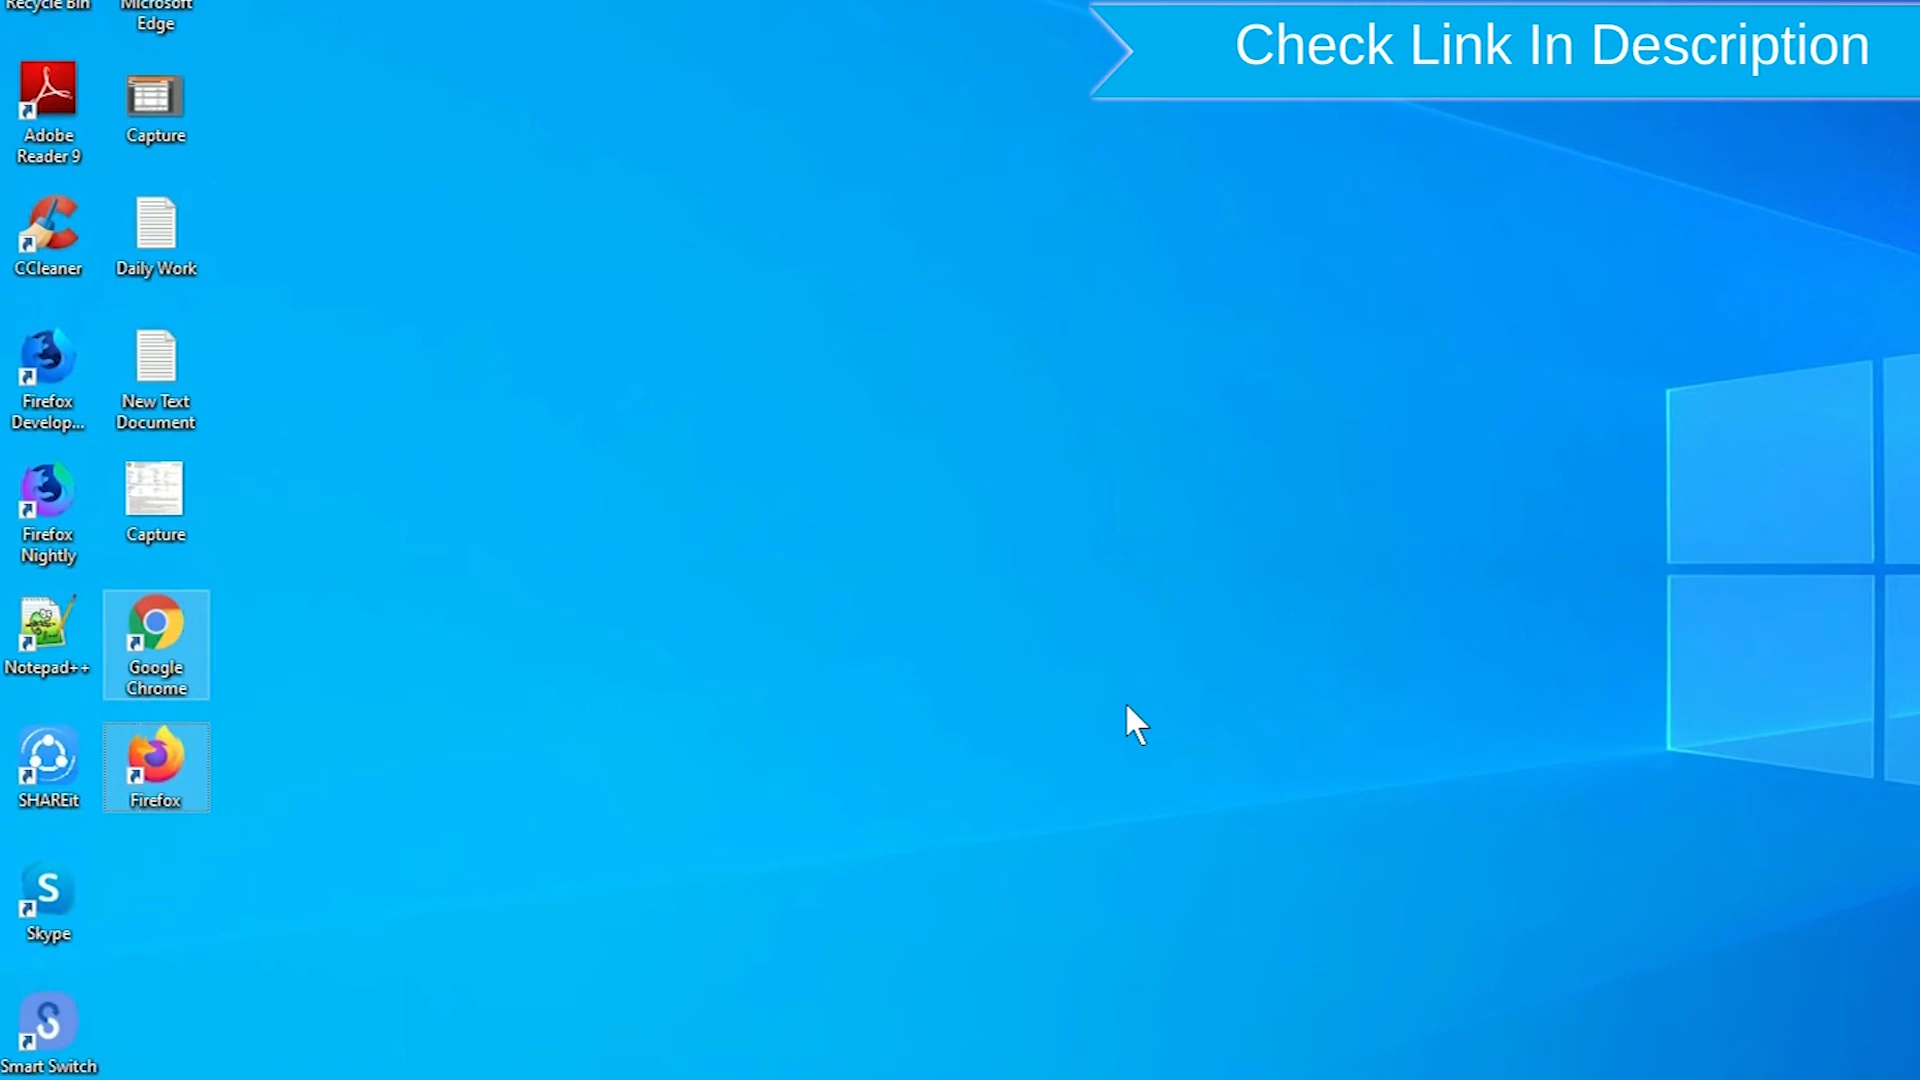 Recycle Bin
Microsoft
Edge
Check Link In Description
Adobe
Reader 9
Capture
CCleaner
Daily Work
Firefox
Develop...
New Text
Document
Firefox
Nightly
Capture
Notepad++
Google
Chrome
SHAREit
Firefox
Skype
Smart Switch